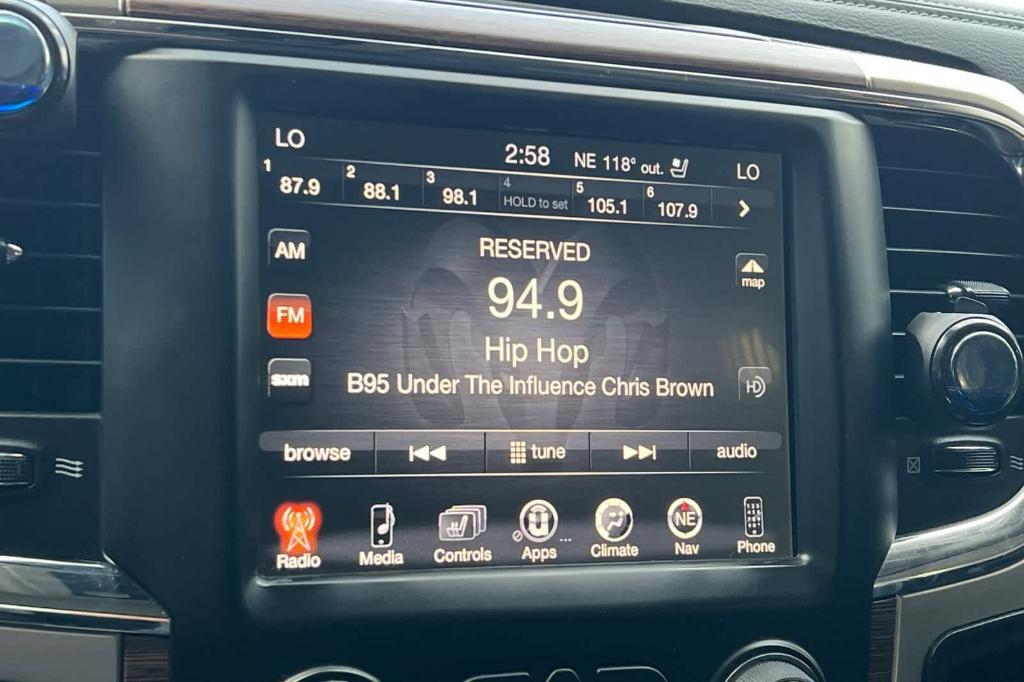 LO 2:58 NE 118° out. LO
1 87.9 2 88.1 3 98.1 4 HOLD to set 5 105.1 6 107.9
AM RESERVED map
FM 94.9
Hip Hop
sxm B95 Under The Influence Chris Brown HD
browse tune audio
NE
Radio Media Controls Apps ... Climate Nav Phone